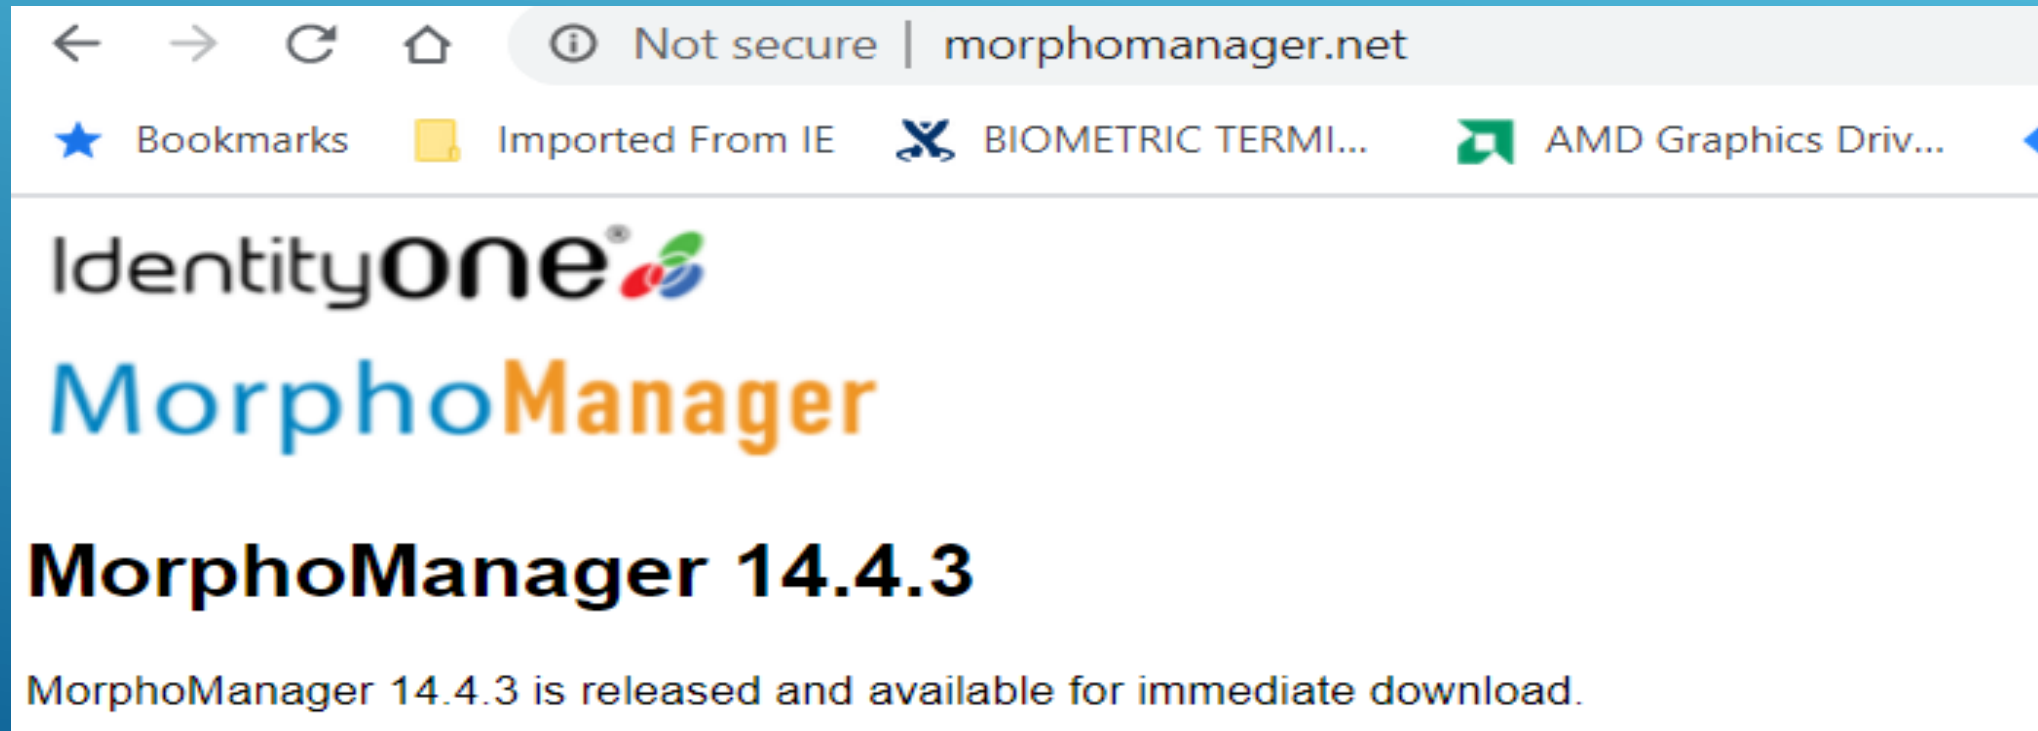 Not secure | morphomanager.net
Bookmarks Imported From IE BIOMETRIC TERMI... AMD Graphics Driv...
Identityone®
MorphoManager
MorphoManager 14.4.3
MorphoManager 14.4.3 is released and available for immediate download.